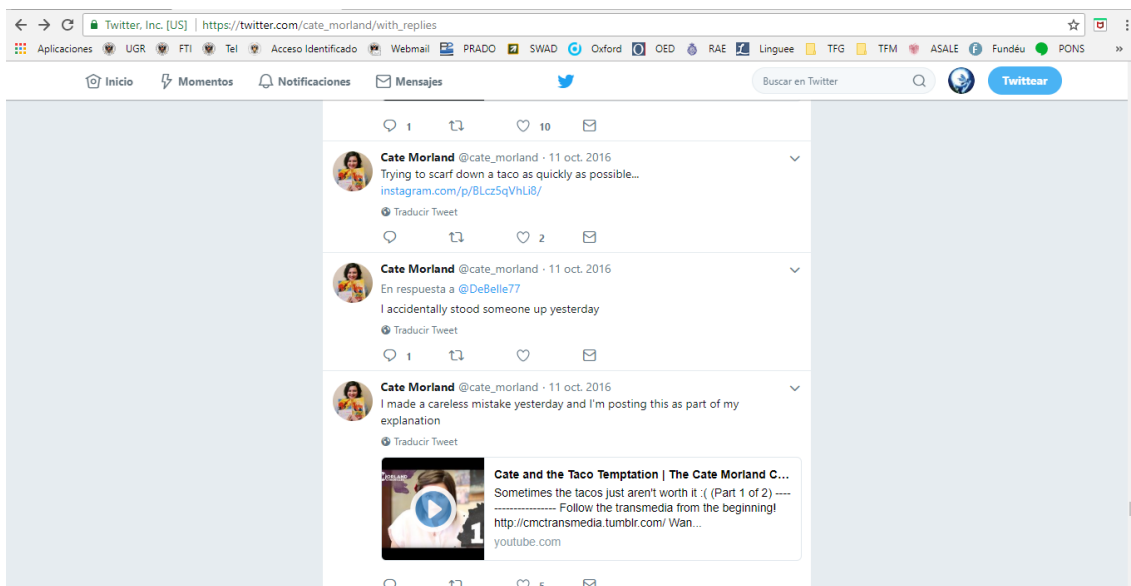 Twitter, Inc. [US] | https://twitter.com/cate_morland/with_replies
Aplicaciones UGR FTI Tel Acceso Identificado Webmail PRADO SWAD Oxford OED RAE Linguee TFG TFM ASALE Fundéu PONS »
Inicio Momentos Notificaciones Mensajes Buscar en Twitter Twittear
1 10
Cate Morland @cate_morland · 11 oct. 2016
Trying to scarf down a taco as quickly as possible...
instagram.com/p/BLcz5qVhLi8/
Traducir Tweet
2
Cate Morland @cate_morland · 11 oct. 2016
En respuesta a @DeBelle77
I accidentally stood someone up yesterday
Traducir Tweet
1
Cate Morland @cate_morland · 11 oct. 2016
I made a careless mistake yesterday and I'm posting this as part of my
explanation
Traducir Tweet
Cate and the Taco Temptation | The Cate Morland C...
Sometimes the tacos just aren't worth it :( (Part 1 of 2) ----
---------------- Follow the transmedia from the beginning!
http://cmctransmedia.tumblr.com/ Wan...
youtube.com
5